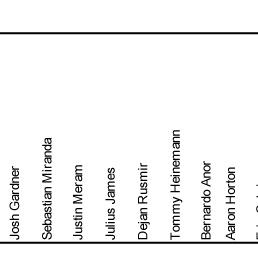 Josh Gardner
Sebastian Miranda
Justin Meram
Julius James
Dejan Rusmir
Tommy Heinemann
Bernardo Anor
Aaron Horton